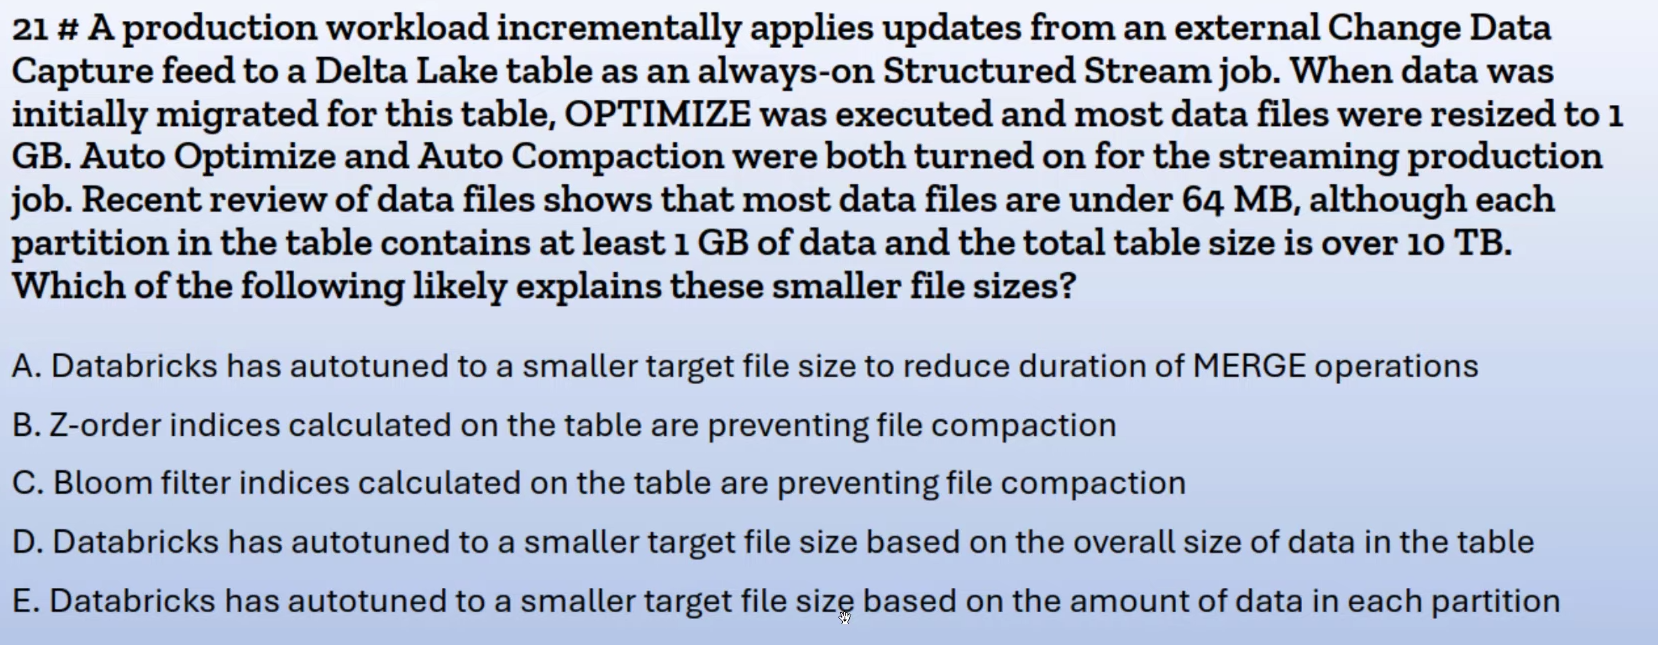 21 # A production workload incrementally applies updates from an external Change Data
Capture feed to a Delta Lake table as an always-on Structured Stream job. When data was
initially migrated for this table, OPTIMIZE was executed and most data files were resized to 1
GB. Auto Optimize and Auto Compaction were both turned on for the streaming production
job. Recent review of data files shows that most data files are under 64 MB, although each
partition in the table contains at least 1 GB of data and the total table size is over 10 TB.
Which of the following likely explains these smaller file sizes?
A. Databricks has autotuned to a smaller target file size to reduce duration of MERGE operations
B. Z-order indices calculated on the table are preventing file compaction
C. Bloom filter indices calculated on the table are preventing file compaction
D. Databricks has autotuned to a smaller target file size based on the overall size of data in the table
E. Databricks has autotuned to a smaller target file size based on the amount of data in each partition